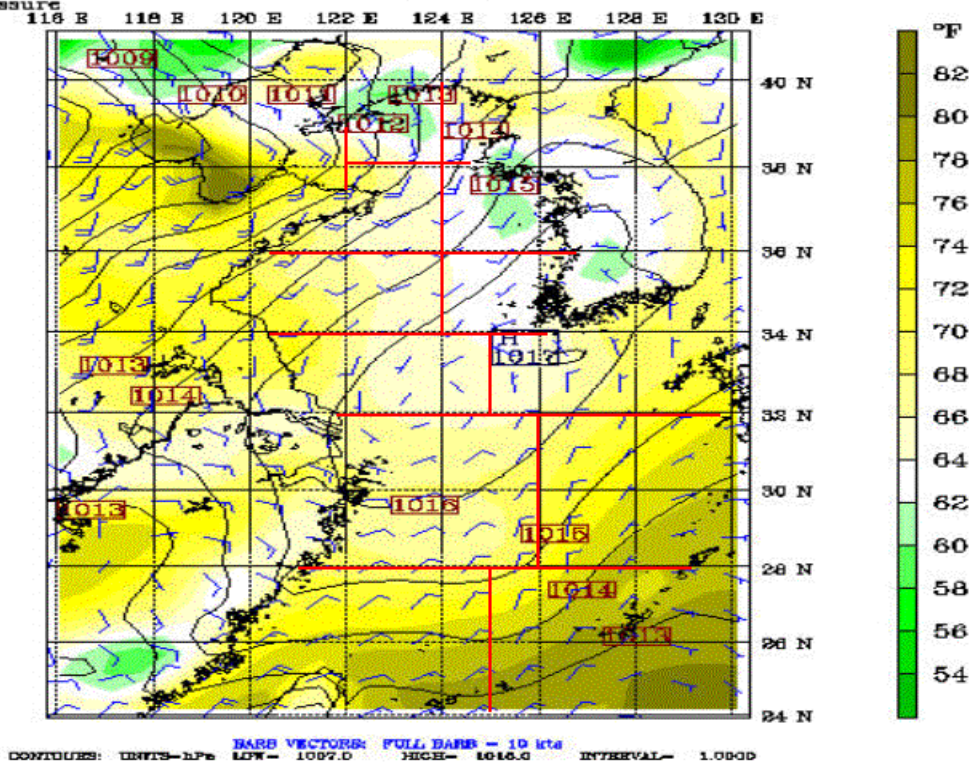 ssure
116 E 118 E 120 E 122 E 124 E 126 E 128 E 130 E
°F
1009
82
40 N
1010 1011 1013
80
1012
1014
78
38 N
1015
76
36 N
74
72
34 N
H
70
1013
1017
68
1014
66
32 N
64
62
30 N
1013
1016
60
1015
28 N
58
1014
56
1013
26 N
54
24 N
BARB VECTORS: FULL BARB = 10 kts
CONTOURS: UNITS=hPa LOW= 1007.0 HIGH= INTERVAL= 1.0000